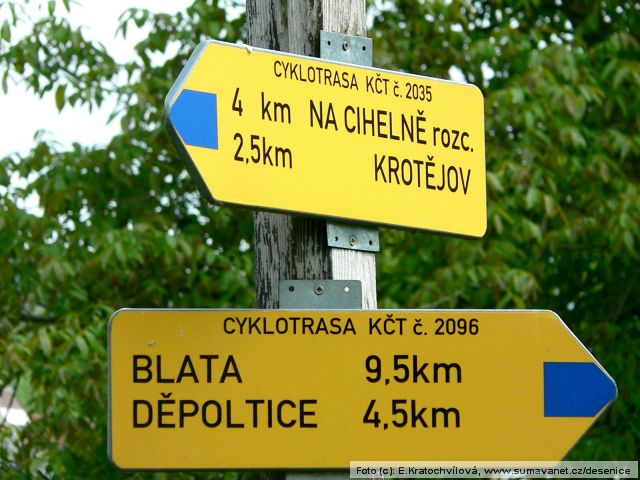 CYKLOTRASA KČT č. 2035
4 km NA CIHELNĚ rozc.
2,5km KROTĚJOV
CYKLOTRASA KČT č. 2096
BLATA 9,5km
DĚPOLTICE 4,5km
Foto (c): E.Kratochvílová, www.sumavanet.cz/desenice